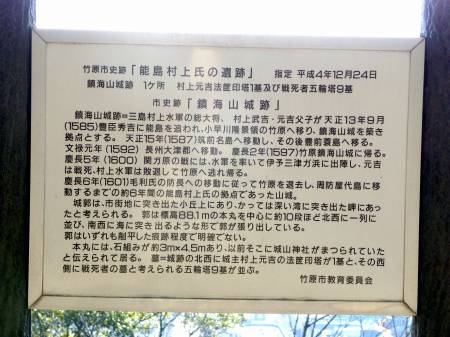 竹原市史跡「能島村上氏の遺跡」 指定 平成4年12月24日
鎮海山城跡 1ケ所 村上元吉法筐印塔1基及び戦死者五輪塔9基
市史跡「鎮海山城跡」
鎮海山城跡=三島村上水軍の総大将、村上武吉・元吉父子が 天正13年9月
(1585)豊臣秀吉に能島を追われ、小早川隆景領の竹原へ移り、鎮海山城を築き
拠点とする。天正15年(1587)筑前名島へ移動し、その後豊前蓑島へ移る。
文禄元年(1592)長州大津郡へ移動。慶長2年(1597)竹原鎮海山城に帰る。
慶長5年(1600)関ガ原の戦には、水軍を率いて伊予三津方浜に出陣し、元吉
は戦死、村上水軍は敗退して竹原へ逃れ帰る。
慶長6年(1601)毛利氏の防長への移動に従って竹原を退去し、周防屋代島に移
動するまでの約6年間の能島村上氏の拠点であった山城。
城郭は、市街地に突き出た小丘上にあり、かつては深い湾に突き出た岬にあっ
たと考えられる。郭は標高88.1mの本丸を中心に約10段ほど北西に一列に
並び、南西に海に突き出るような形で郭が張り出している。
郭はいずれも削平した痕跡程度で明確でない。
本丸には、石組みが約3m×4.5mあり、以前そこに城山神社がまつられていた
と伝えられて居る。墓=城跡の北西に城主村上元吉の法筐印塔が1基と、その西
側に戦死者の墓と考えられる五輪塔9基が並ぶ。
竹原市教育委員会